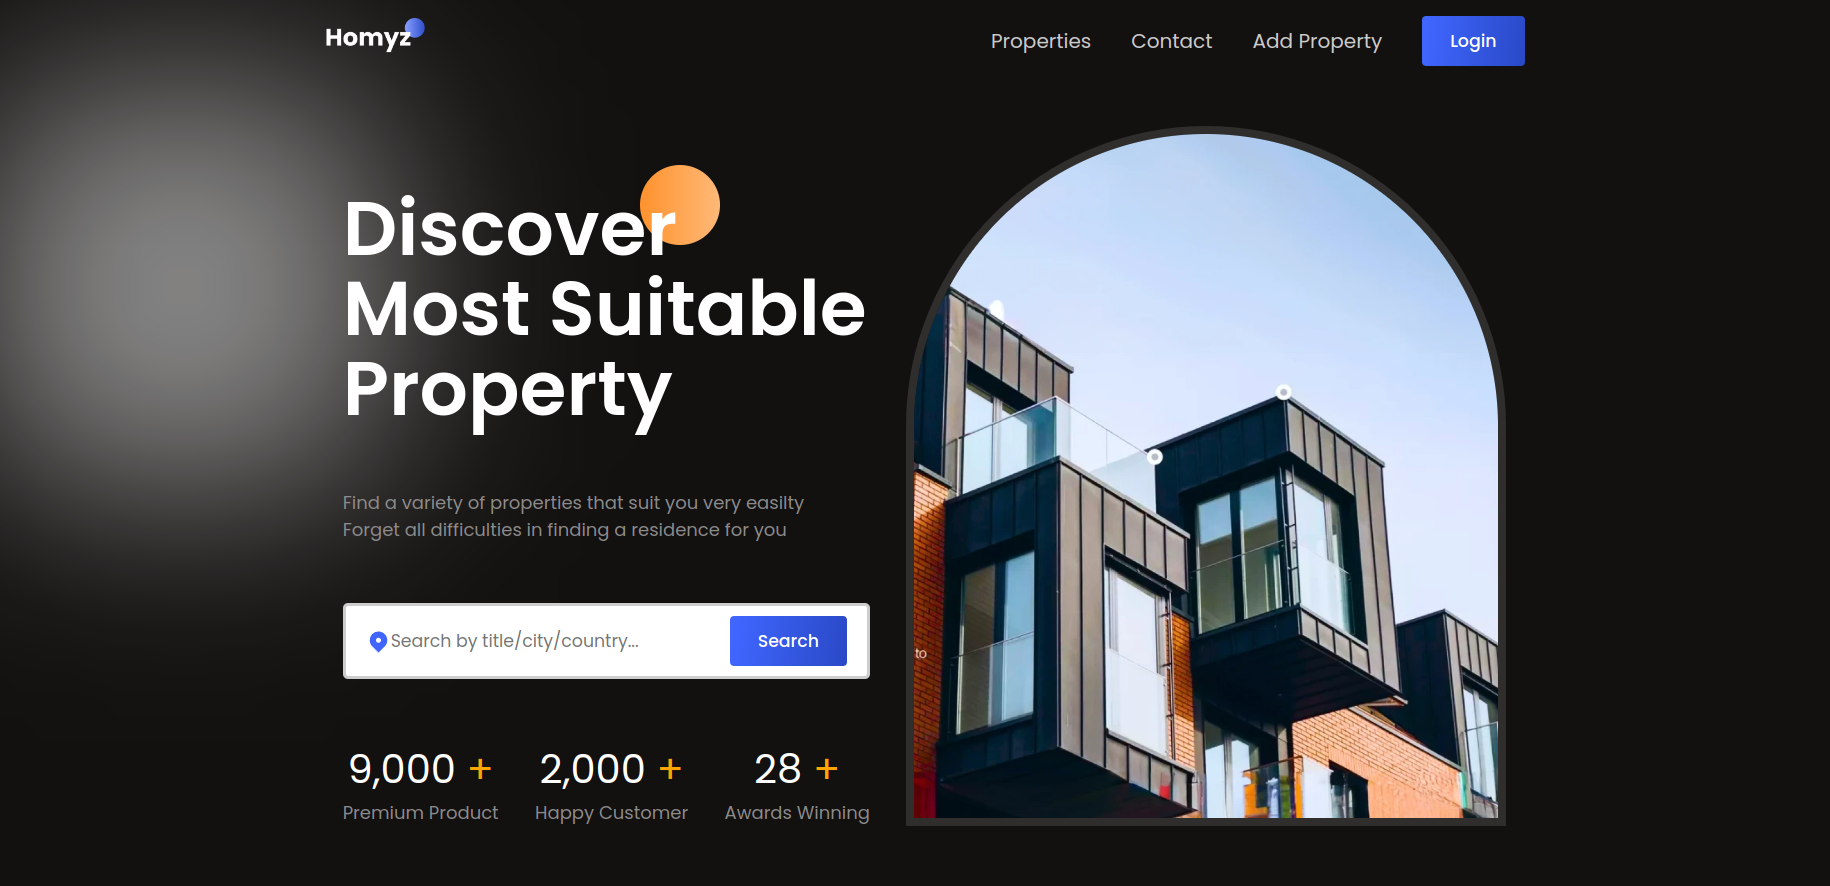 Homyz
Properties
Contact
Add Property
Login
Discover
Most Suitable
Property
Find a variety of properties that suit you very easilty
Forget all difficulties in finding a residence for you
Search by title/city/country...
Search
9,000 +
2,000 +
28 +
Premium Product
Happy Customer
Awards Winning
to